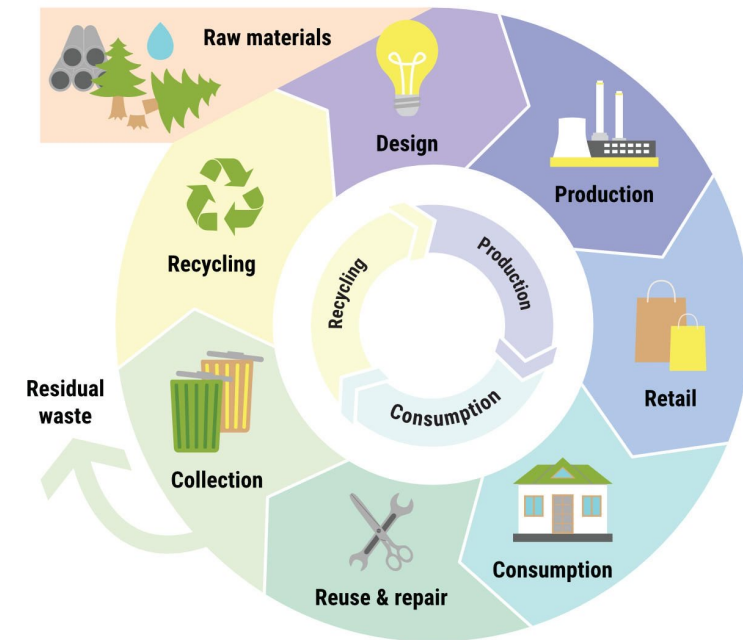 Raw materials
Design
Production
Retail
Consumption
Reuse & repair
Collection
Residual
waste
Recycling
Production
Consumption
Recycling